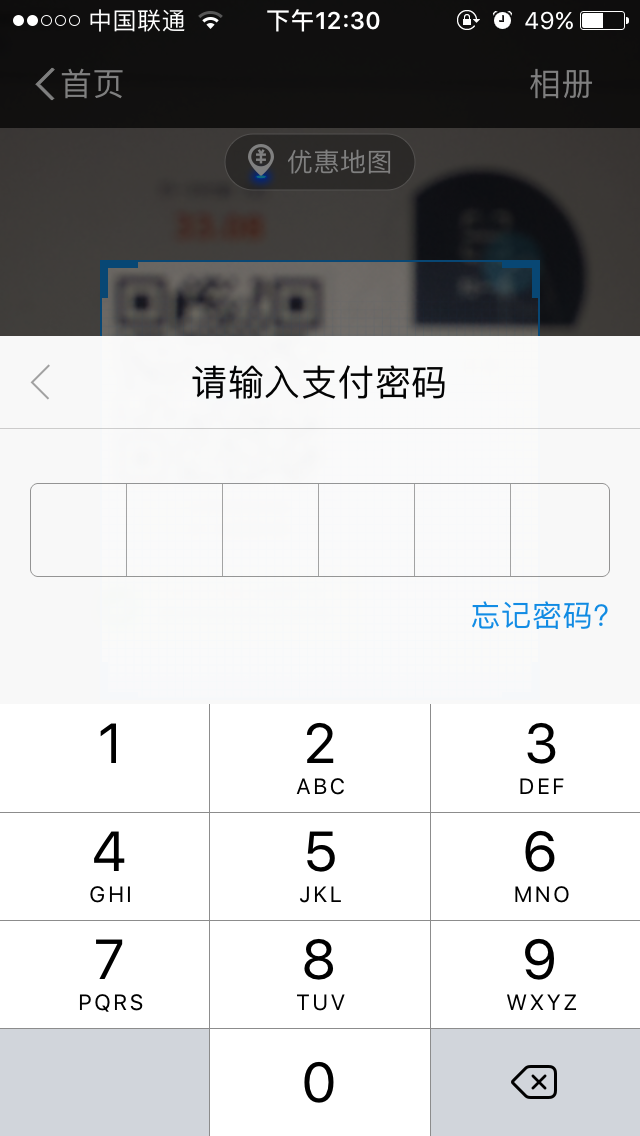 中国联通 下午12:30 49%
首页 相册
优惠地图
请输入支付密码
忘记密码?
1 2 3
ABC DEF
4 5 6
GHI JKL MNO
7 8 9
PQRS TUV WXYZ
0